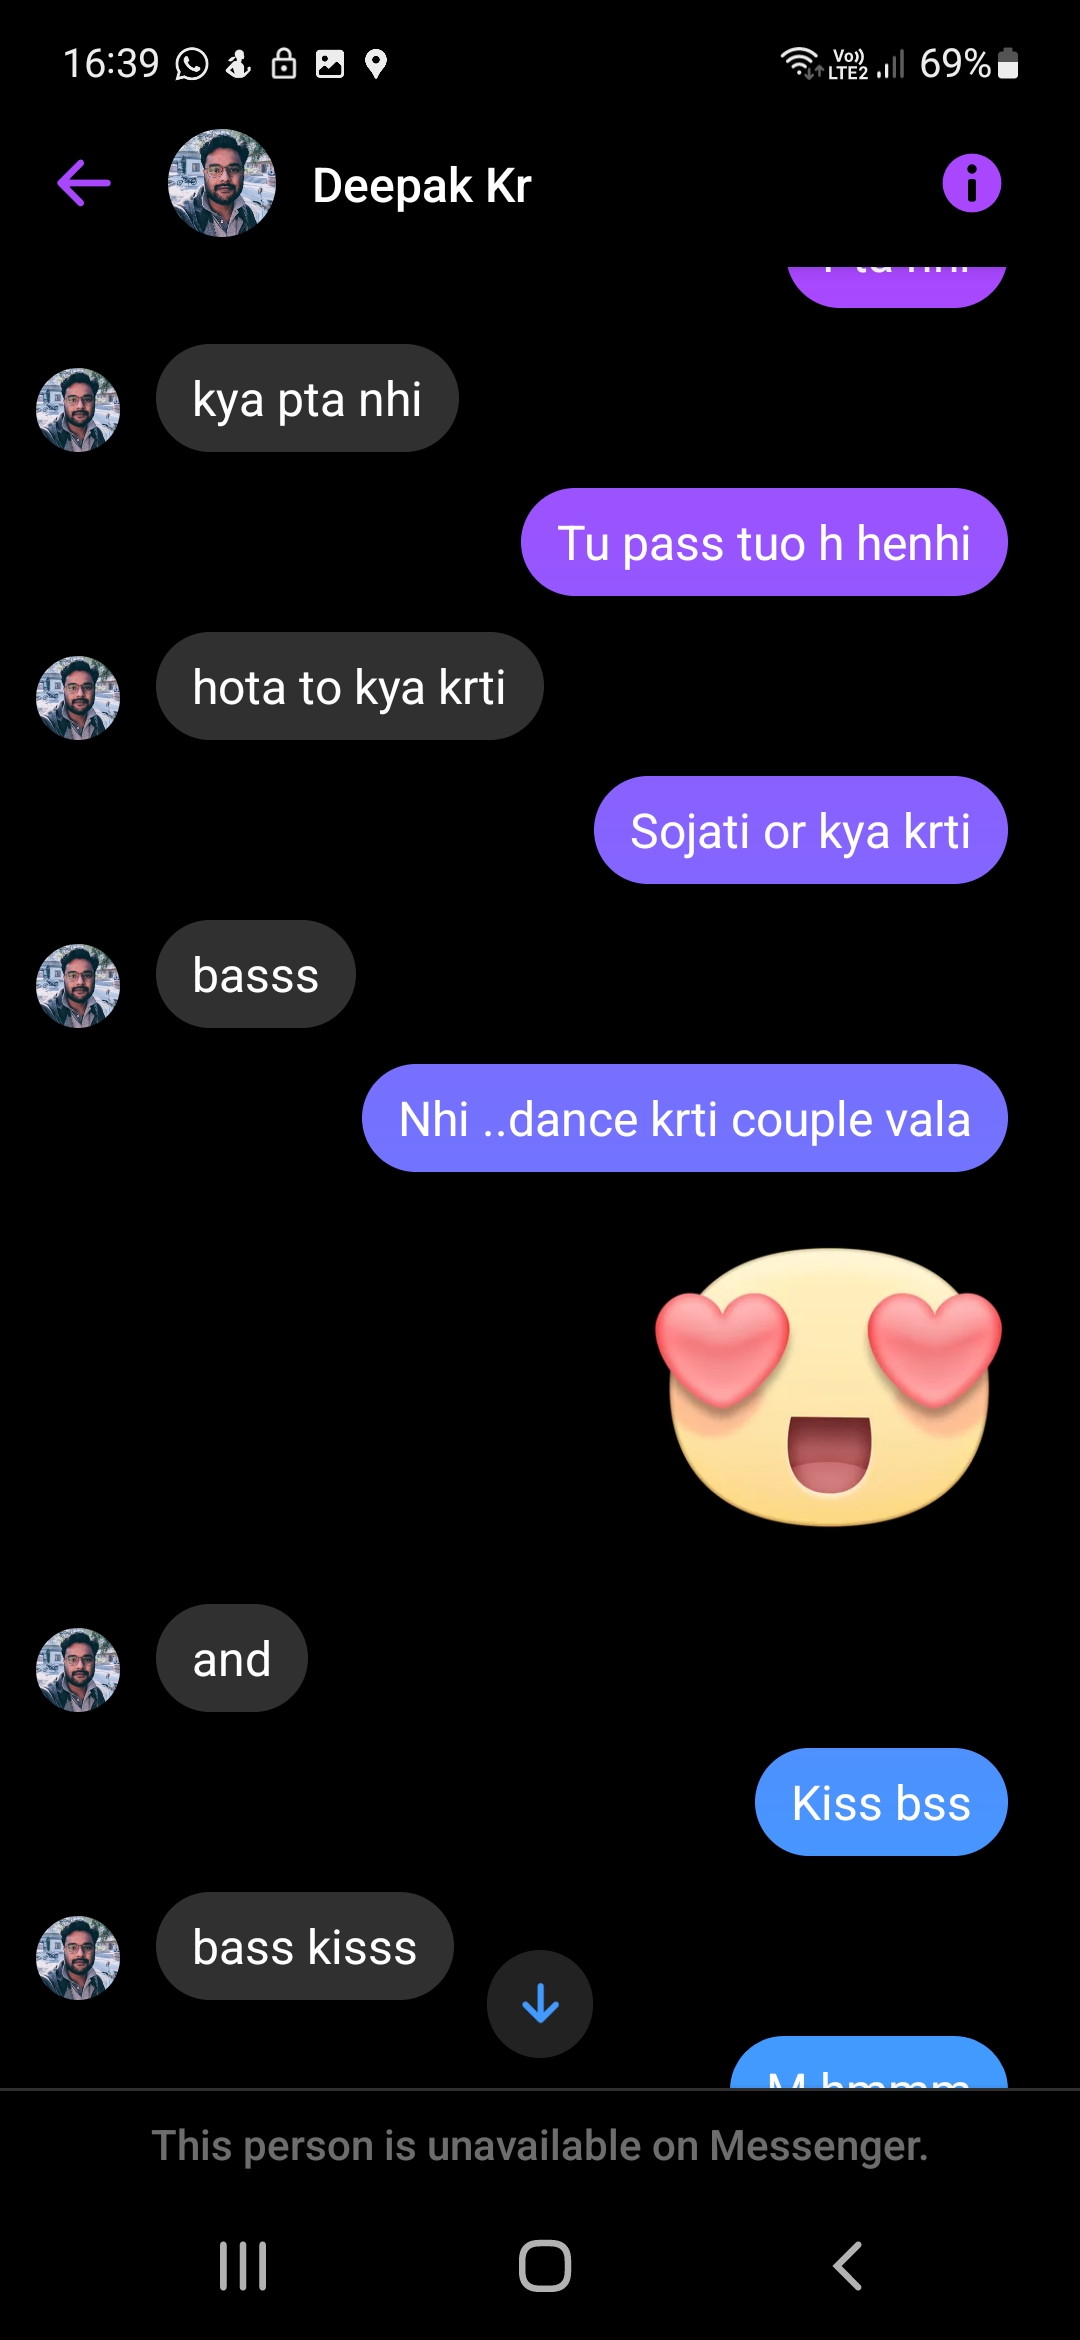 16:39
Vo)) LTE2 69%
Deepak Kr
kya pta nhi
Tu pass tuo h henhi
hota to kya krti
Sojati or kya krti
basss
Nhi ..dance krti couple vala
and
Kiss bss
bass kisss
This person is unavailable on Messenger.